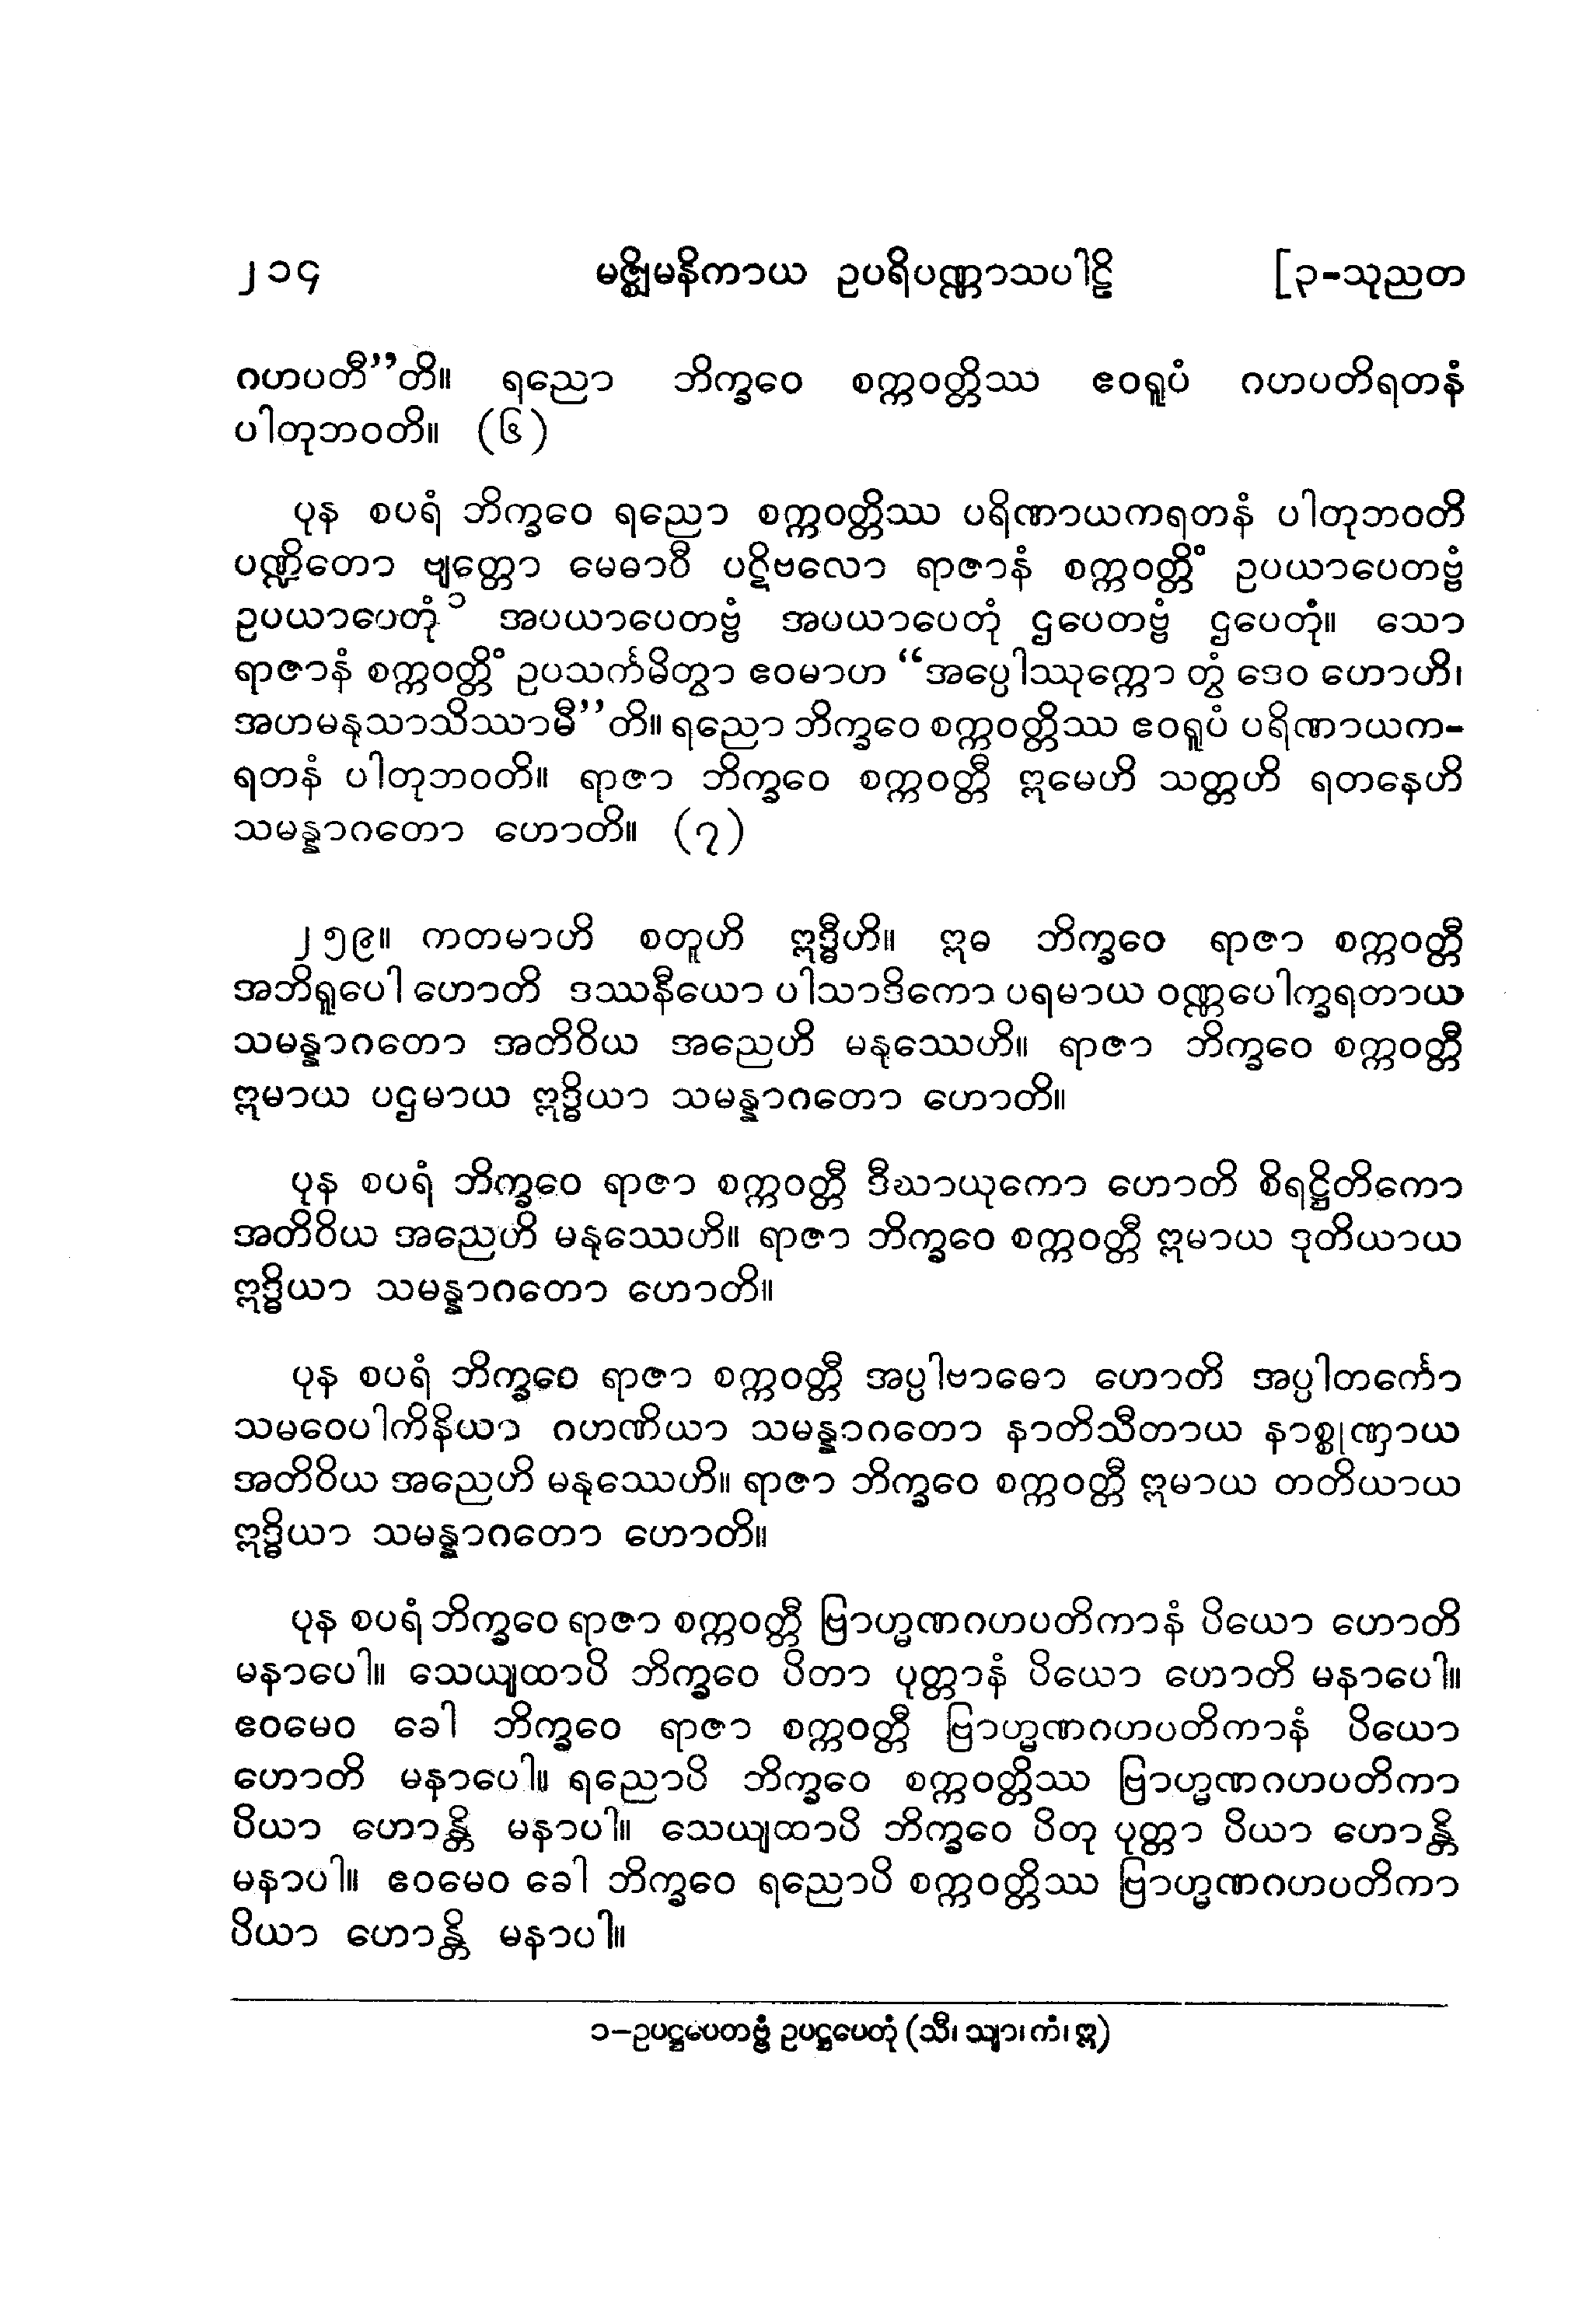 ၂၁၄ မဇ္ဈိမနိကာယ ဥပရိပဏ္ဏာသပါဠိ [၃-သုညတ
ဂဟပတီ”တိ။ ရညော ဘိက္ခဝေ စက္ကဝတ္တိဿ ဧဝရူပံ ဂဟပတိရတနံ
ပါတုဘဝတိ။ (၆)
ပုန စပရံ ဘိက္ခဝေ ရညော စက္ကဝတ္တိဿ ပရိဏာယကရတနံ ပါတုဘဝတိ
ပဏ္ဍိတော ဗျတ္တော မေဓာဝီ ပဋိဗလော ရာဇာနံ စက္ကဝတ္တိံ ဥပယာပေတဗ္ဗံ
ဥပယာပေတုံ ၁ အပယာပေတဗ္ဗံ အပယာပေတုံ ဌပေတဗ္ဗံ ဌပေတုံ။ သော
ရာဇာနံ စက္ကဝတ္တိံ ဥပသင်္ကမိတွာ ဧဝမာဟ “အပ္ပေါဿုက္ကော တွံ ဒေဝ ဟောဟိ၊
အဟမနုသာသိဿာမီ”တိ။ ရညော ဘိက္ခဝေ စက္ကဝတ္တိဿ ဧဝရူပံ ပရိဏာယက-
ရတနံ ပါတုဘဝတိ။ ရာဇာ ဘိက္ခဝေ စက္ကဝတ္တီ ဣမေဟိ သတ္တဟိ ရတနေဟိ
သမန္နာဂတော ဟောတိ။ (၇)
၂၅၉။ ကတမာဟိ စတူဟိ ဣဒ္ဓီဟိ။ ဣဓ ဘိက္ခဝေ ရာဇာ စက္ကဝတ္တီ
အဘိရူပေါ ဟောတိ ဒဿနီယော ပါသာဒိကော ပရမာယ ဝဏ္ဏပေါက္ခရတာယ
သမန္နာဂတော အတိဝိယ အညေဟိ မနုဿေဟိ။ ရာဇာ ဘိက္ခဝေ စက္ကဝတ္တီ
ဣမာယ ပဌမာယ ဣဒ္ဓိယာ သမန္နာဂတော ဟောတိ။
ပုန စပရံ ဘိက္ခဝေ ရာဇာ စက္ကဝတ္တီ ဒီဃာယုကော ဟောတိ စိရဋ္ဌိတိကော
အတိဝိယ အညေဟိ မနုဿေဟိ။ ရာဇာ ဘိက္ခဝေ စက္ကဝတ္တီ ဣမာယ ဒုတိယာယ
ဣဒ္ဓိယာ သမန္နာဂတော ဟောတိ။
ပုန စပရံ ဘိက္ခဝေ ရာဇာ စက္ကဝတ္တီ အပ္ပါဗာဓော ဟောတိ အပ္ပါတင်္ကော
သမဝေပါကိနိယာ ဂဟဏိယာ သမန္နာဂတော နာတိသီတာယ နာစ္စုဏှာယ
အတိဝိယ အညေဟိ မနုဿေဟိ။ ရာဇာ ဘိက္ခဝေ စက္ကဝတ္တီ ဣမာယ တတိယာယ
ဣဒ္ဓိယာ သမန္နာဂတော ဟောတိ။
ပုန စပရံ ဘိက္ခဝေ ရာဇာ စက္ကဝတ္တီ ဗြာဟ္မဏဂဟပတိကာနံ ပိယော ဟောတိ
မနာပေါ။ သေယျထာပိ ဘိက္ခဝေ ပိတာ ပုတ္တာနံ ပိယော ဟောတိ မနာပေါ။
ဧဝမေဝ ခေါ ဘိက္ခဝေ ရာဇာ စက္ကဝတ္တီ ဗြာဟ္မဏဂဟပတိကာနံ ပိယော
ဟောတိ မနာပေါ။ ရညောပိ ဘိက္ခဝေ စက္ကဝတ္တိဿ ဗြာဟ္မဏဂဟပတိကာ
ပိယာ ဟောန္တိ မနာပါ။ သေယျထာပိ ဘိက္ခဝေ ပိတု ပုတ္တာ ပိယာ ဟောန္တိ
မနာပါ။ ဧဝမေဝ ခေါ ဘိက္ခဝေ ရညောပိ စက္ကဝတ္တိဿ ဗြာဟ္မဏဂဟပတိကာ
ပိယာ ဟောန္တိ မနာပါ။
၁-ဥပဋ္ဌပေတဗ္ဗံ ဥပဋ္ဌပေတုံ (သီ၊ သျာ၊ ကံ၊ ဣ)